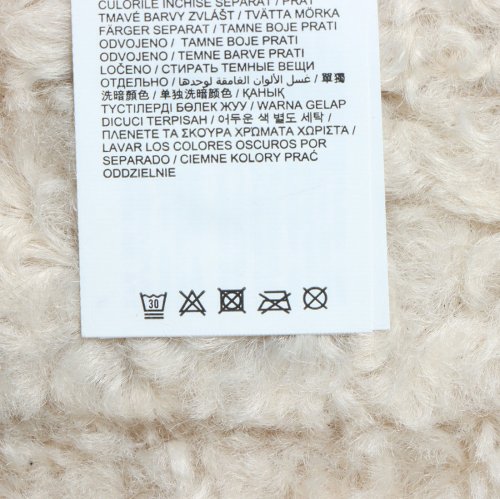 CULORILE INCHISE SEPARAT / PRÁT
TMAVÉ BARVY ZVLÁŠŤ / TVÄTTA MÖRKA
FÄRGER SEPARAT / TAMNE BOJE PRATI
ODVOJENO / TAMNE BOJE PRATI
ODVOJENO / TEMNE BARVE PRATI
LOČENO / СТИРАТЬ ТЕМНЫЕ ВЕЩИ
ОТДЕЛЬНО / غسل الألوان الغامقة لوحدها / 單獨
洗暗顏色 / 单独洗暗颜色 / ҚАНЫҚ
ТҮСТІЛЕРДІ БӨЛЕК ЖУУ / WARNA GELAP
DICUCI TERPISAH / 어두운 색 별도 세탁 /
ΠΛΕΝΕΤΕ ΤΑ ΣΚΟΥΡΑ ΧΡΩΜΑΤΑ ΧΩΡΙΣΤΑ /
LAVAR LOS COLORES OSCUROS POR
SEPARADO / CIEMNE KOLORY PRAĆ
ODDZIELNIE
30